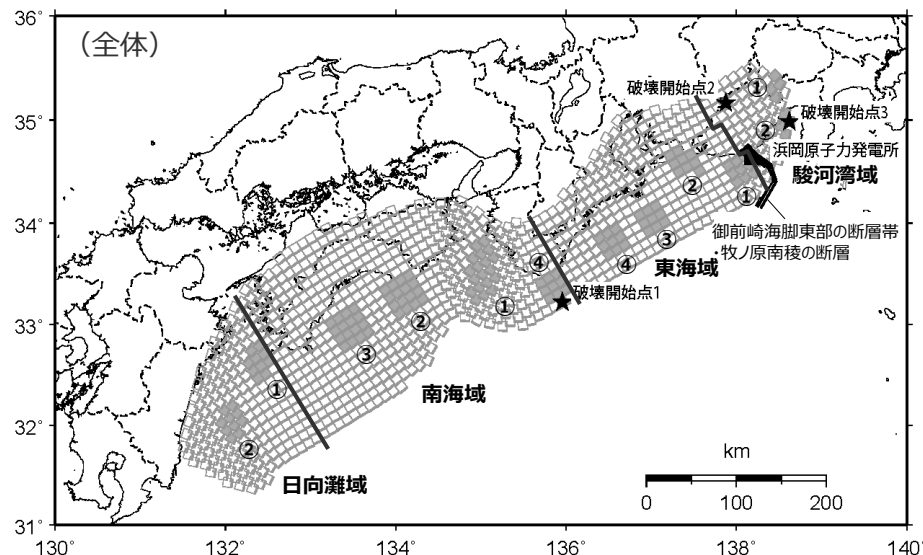 36°
35°
34°
33°
32°
31°
130°
132°
134°
136°
138°
140
（全体）
破壊開始点2
①
破壊開始点3
②
浜岡原子力発電所
駿河湾域
②
①
御前崎海脚東部の断層帯
・牧ノ原南稜の断層
③
④
東海域
④
破壊開始点1
①
②
③
南海域
①
②
日向灘域
km
0
100
200